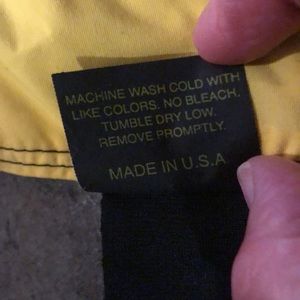 MACHINE WASH COLD WITH
LIKE COLORS. NO BLEACH.
TUMBLE DRY LOW.
REMOVE PROMPTLY.
MADE IN U.S.A